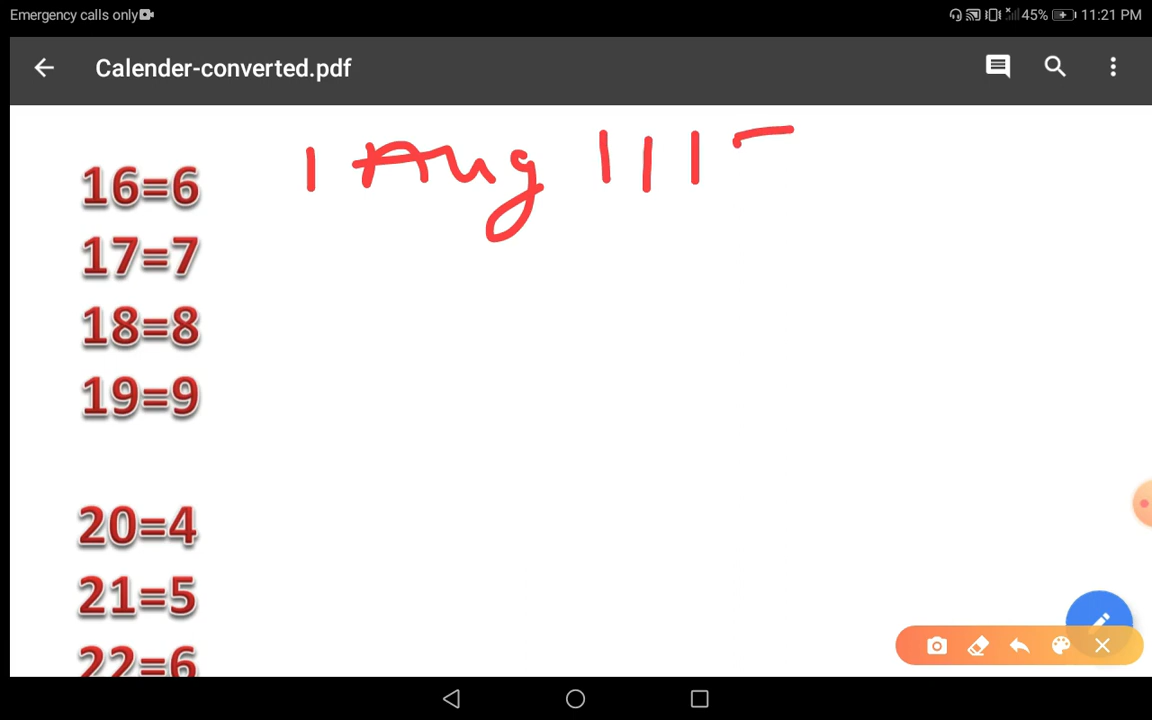 Emergency calls only
45% 11:21 PM
Calender-converted.pdf
1 Aug 111
16=6
17=7
18=8
19=9
20=4
21=5
22=6